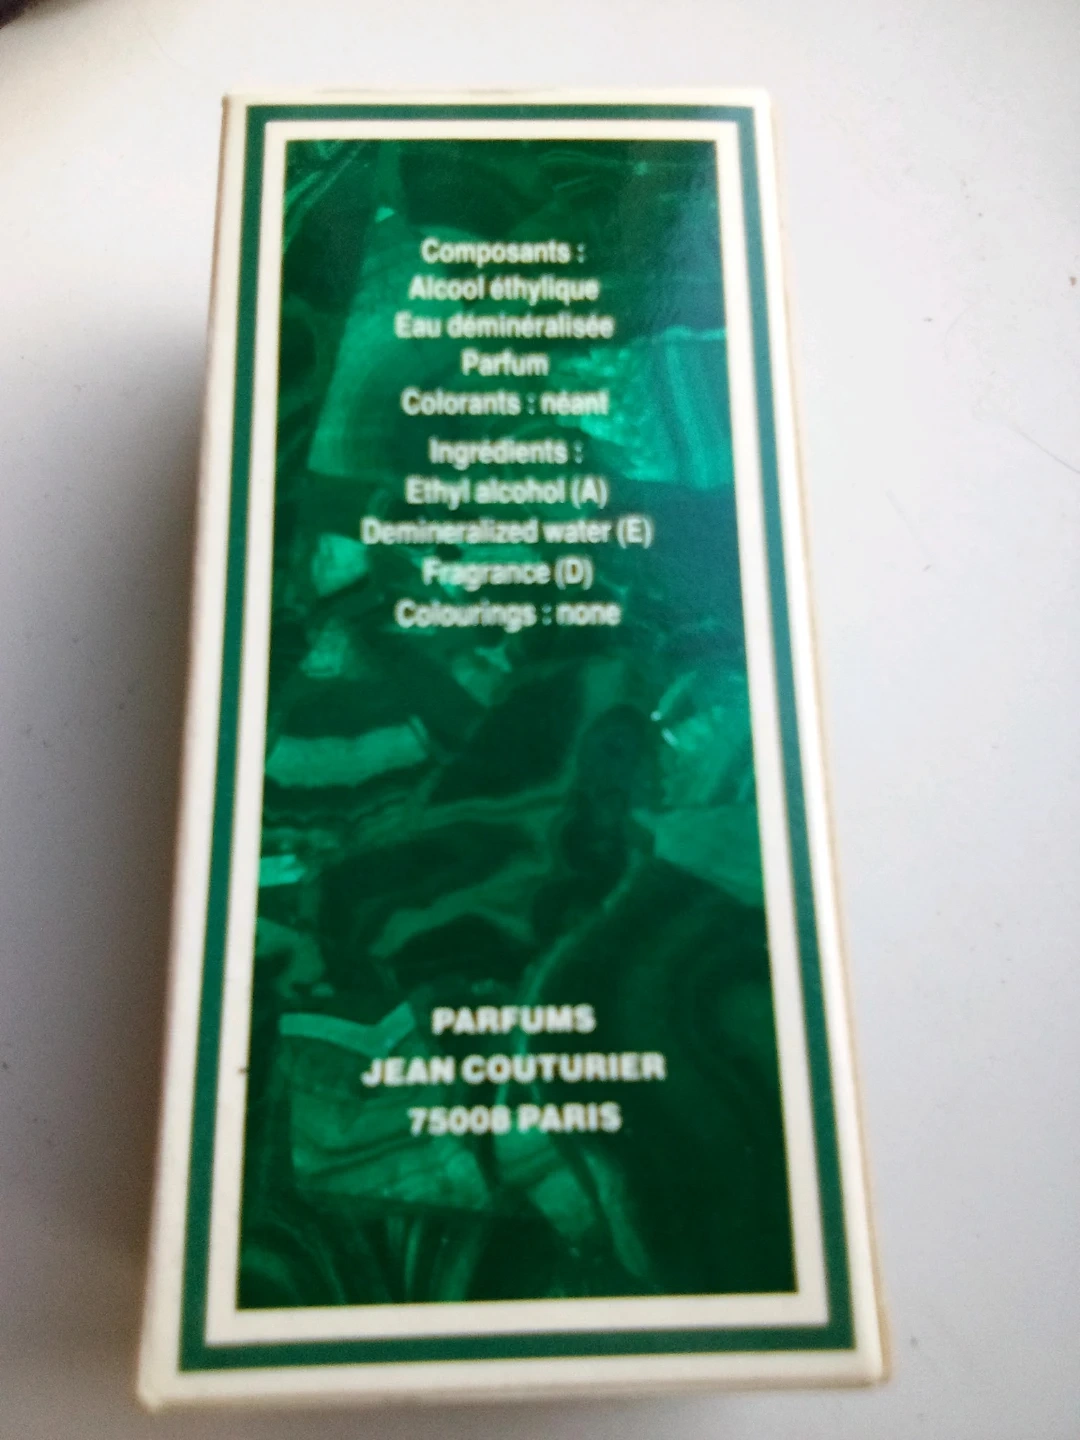 Composants :
Alcool éthylique
Eau déminéralisée
Parfum
Colorants : néant
Ingrédients :
Ethyl alcohol (A)
Demineralized water (E)
Fragrance (D)
Colourings : none
PARFUMS
JEAN COUTURIER
75008 PARIS